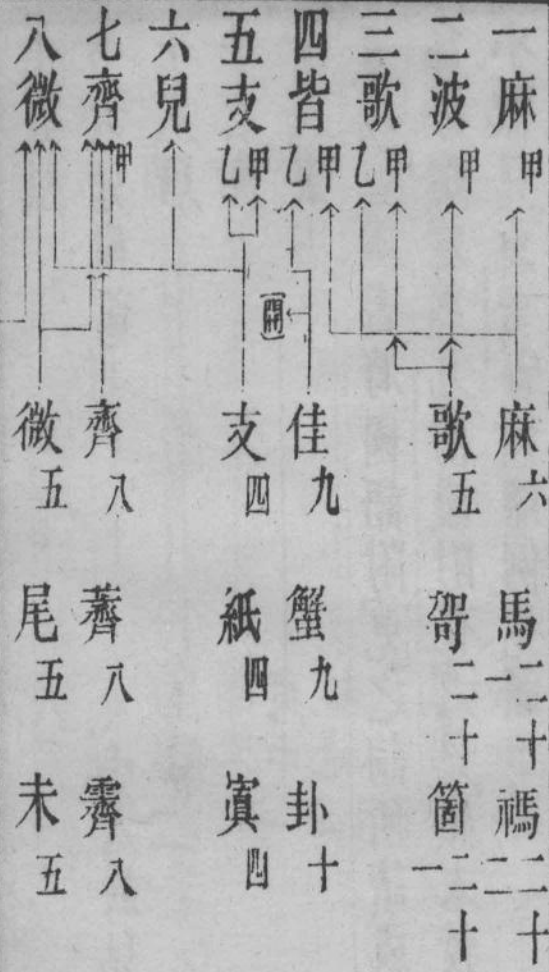 一麻 甲 麻六 馬二十一 禡二十二
二波 甲 歌五 哿二十 箇二十一
三歌 甲 乙
四皆 甲 乙 開 佳九 蟹九 卦十
五支 甲 乙 支四 紙四 寘四
六兒
七齊 甲 齊八 薺八 霽八
八微 微五 尾五 未五